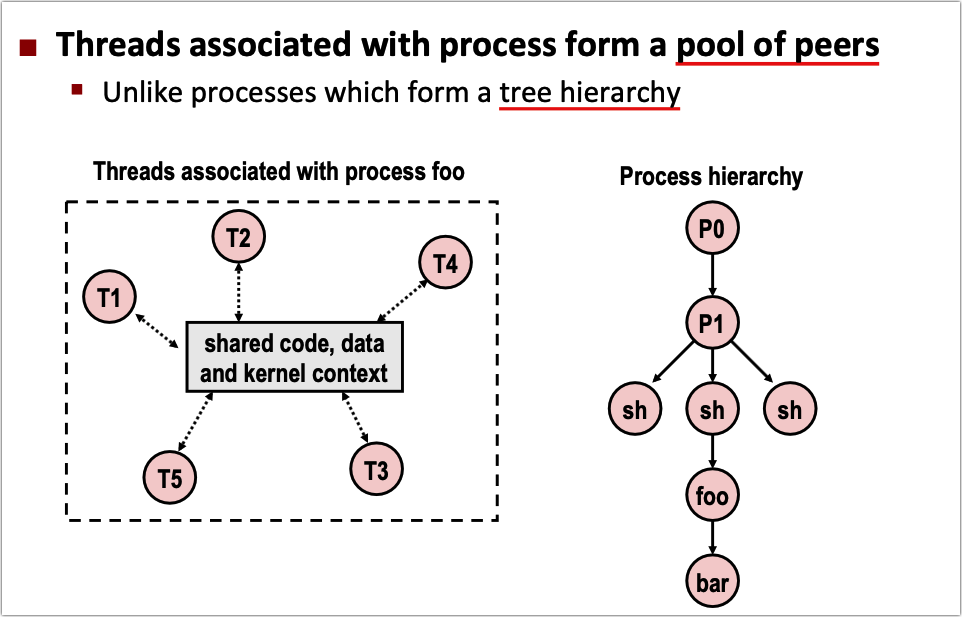 Threads associated with process form a pool of peers
Unlike processes which form a tree hierarchy
Threads associated with process foo
T1
T2
T4
shared code, data
and kernel context
T5
T3
Process hierarchy
P0
P1
sh
sh
sh
foo
bar